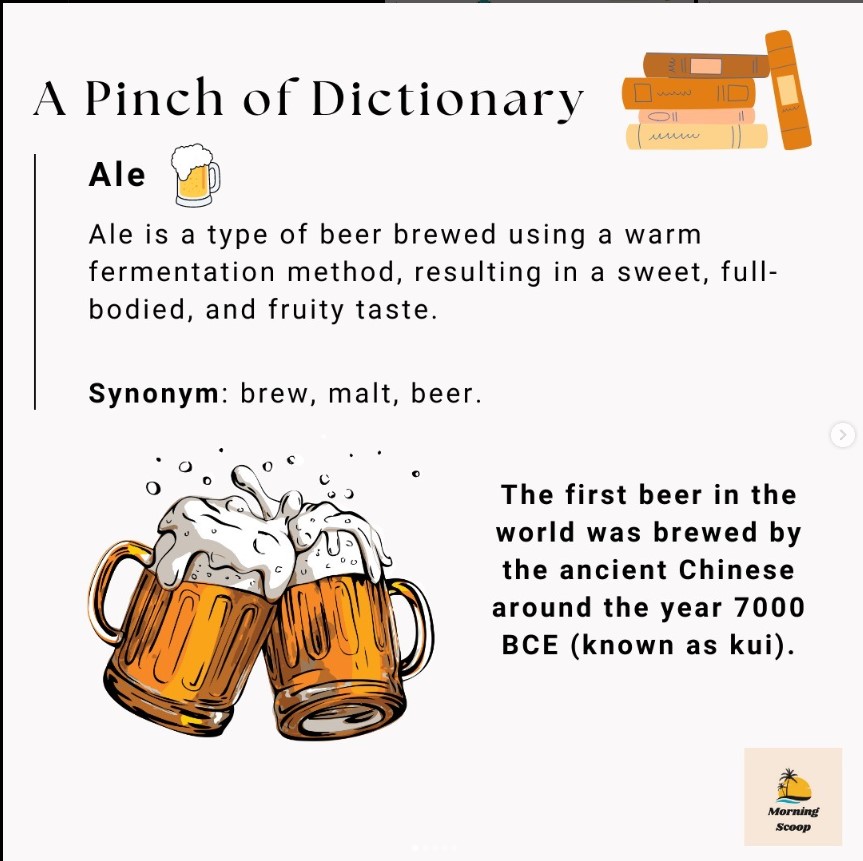 A Pinch of Dictionary
Ale
Ale is a type of beer brewed using a warm
fermentation method, resulting in a sweet, full-
bodied, and fruity taste.
Synonym: brew, malt, beer.
The first beer in the
world was brewed by
the ancient Chinese
around the year 7000
BCE (known as kui).
Morning
Scoop